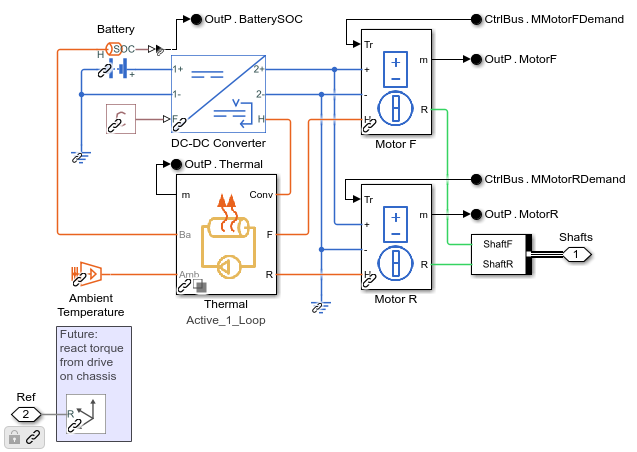 Battery
OutP.BatterySOC
CtrlBus.MMotorFDemand
H
SOC
Tr
m
OutP.MotorF
+
1+
2+
+
1-
2-
-
V
R
F
H
H
DC-DC Converter
Motor F
OutP.Thermal
CtrlBus.MMotorRDemand
m
Conv
Tr
m
OutP.MotorR
+
Ba
F
-
ShaftF
Shafts
1
Amb
R
H
R
ShaftR
Ambient
Temperature
Thermal
Active_1_Loop
Motor R
Future:
react torque
from drive
on chassis
Ref
2
R